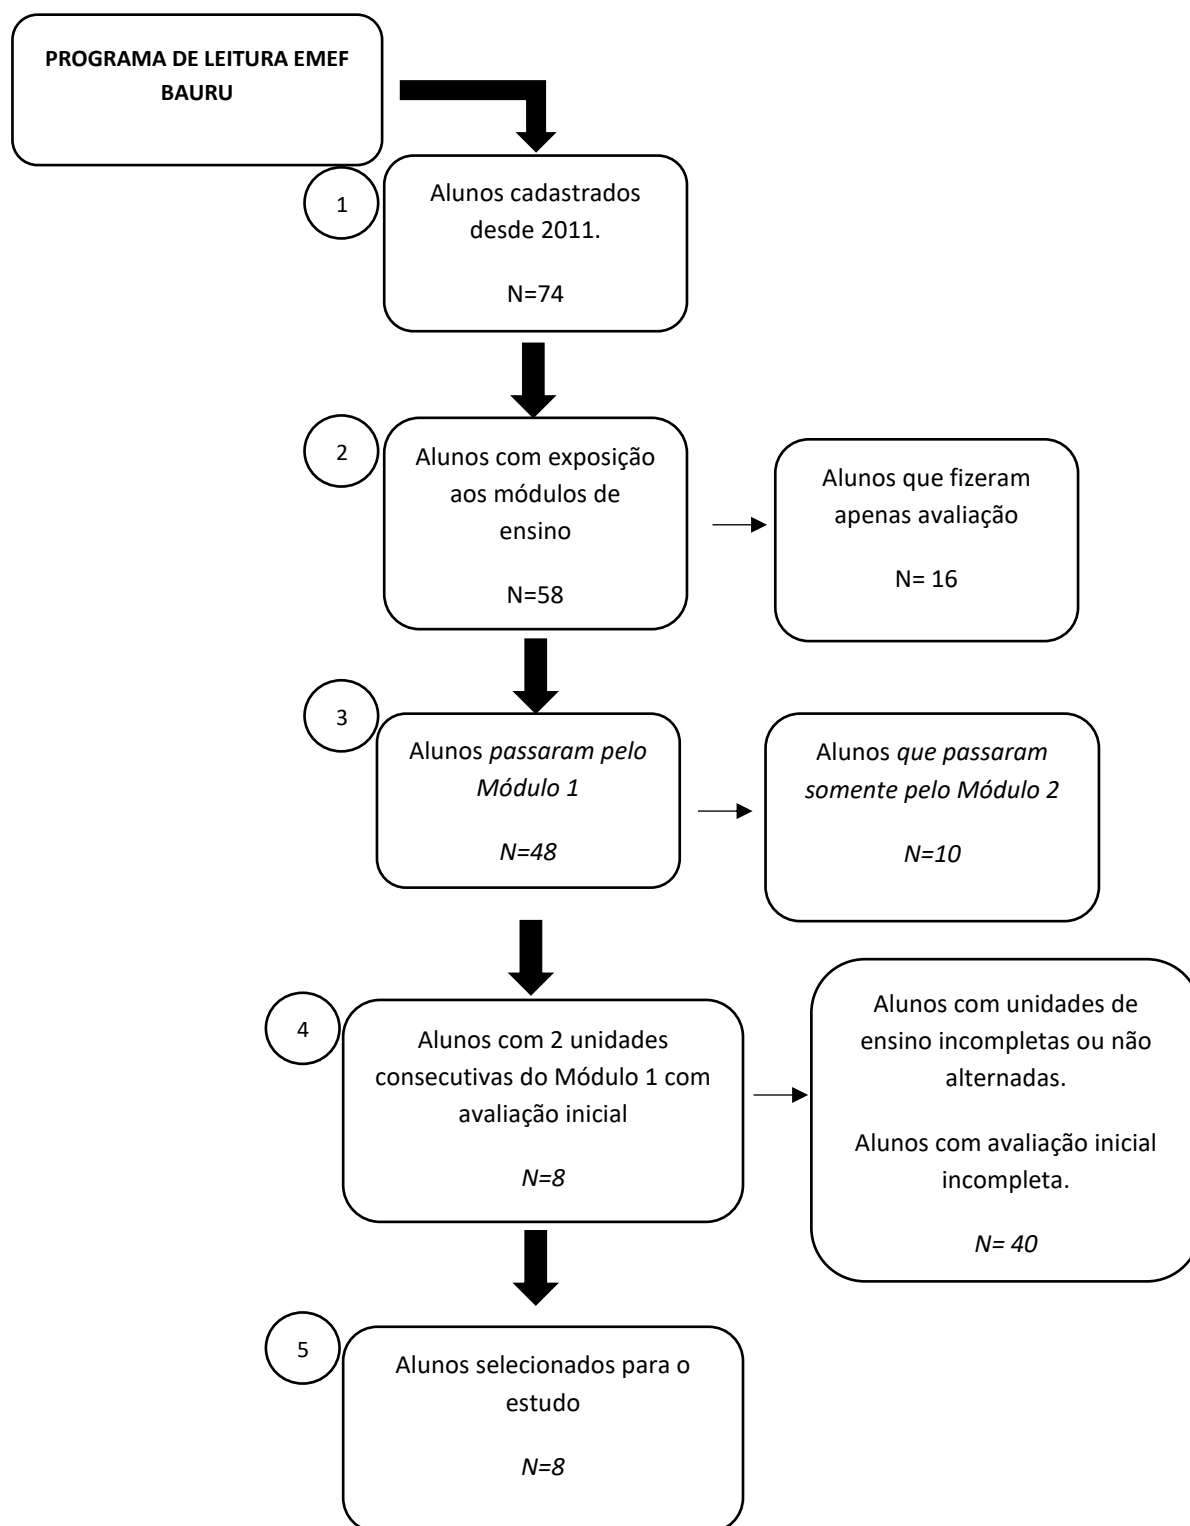 PROGRAMA DE LEITURA EMEF
BAURU
1
Alunos cadastrados
desde 2011.
N=74
2
Alunos com exposição
aos módulos de
ensino
N=58
Alunos que fizeram
apenas avaliação
N= 16
3
Alunos passaram pelo
Módulo 1
N=48
Alunos que passaram
somente pelo Módulo 2
N=10
4
Alunos com 2 unidades
consecutivas do Módulo 1 com
avaliação inicial
N=8
Alunos com unidades de
ensino incompletas ou não
alternadas.
Alunos com avaliação inicial
incompleta.
N= 40
5
Alunos selecionados para o
estudo
N=8